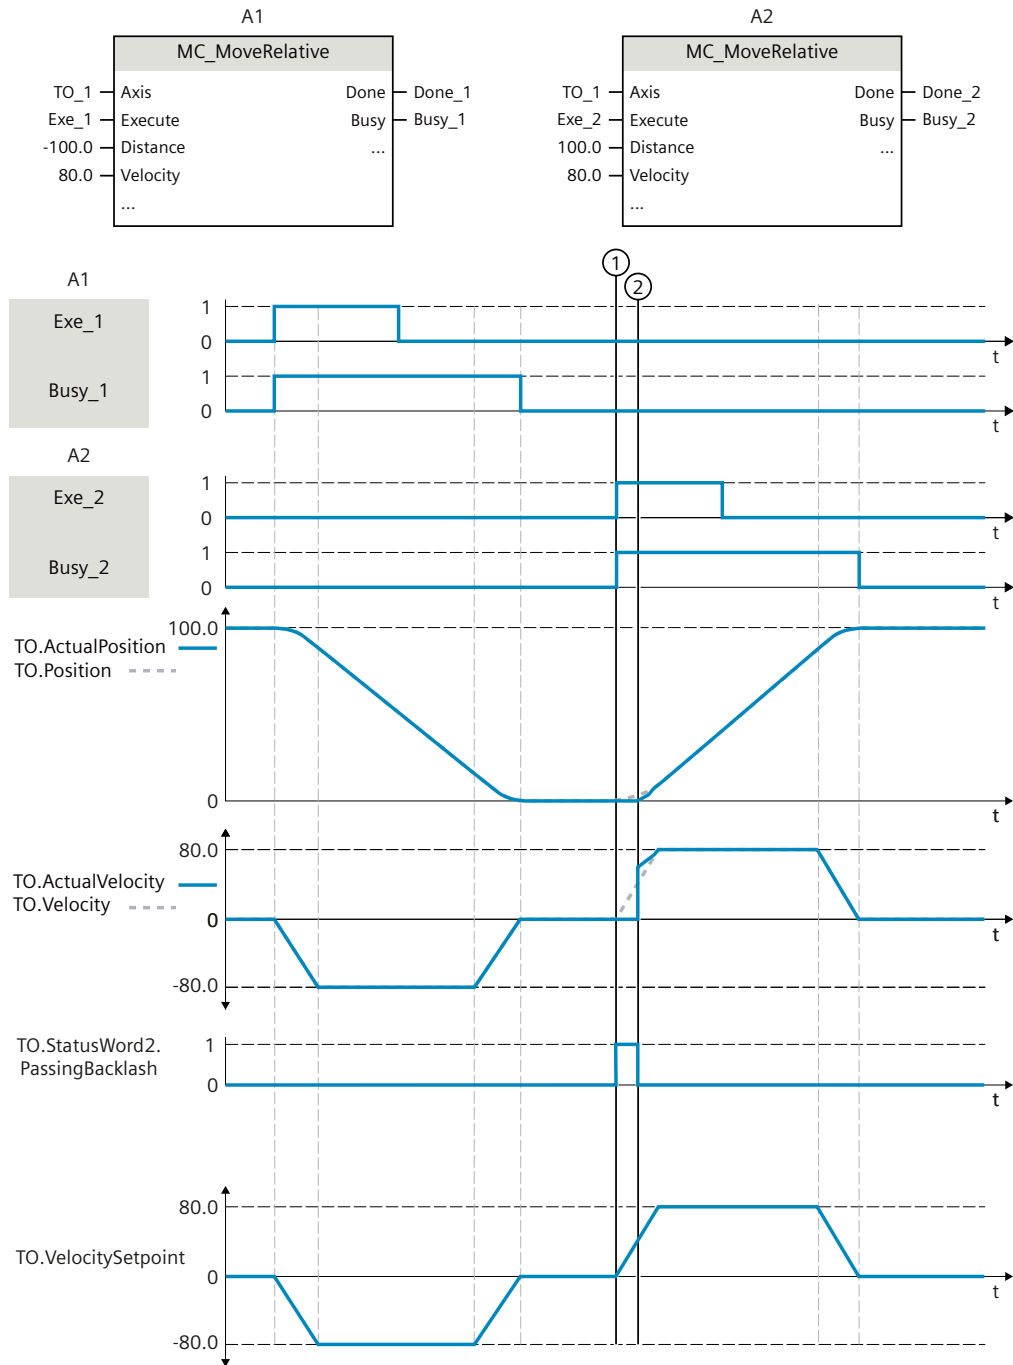 A1 A2
MC_MoveRelative MC_MoveRelative
TO_1 Axis Done Done_1 TO_1 Axis Done Done_2
Exe_1 Execute Busy Busy_1 Exe_2 Execute Busy Busy_2
-100.0 Distance ... 100.0 Distance ...
80.0 Velocity 80.0 Velocity
... ...
1
2
A1
1
Exe_1
0
t
1
Busy_1
0
t
A2
1
Exe_2
0
t
1
Busy_2
0
t
100.0
TO.ActualPosition
TO.Position
0
t
80.0
TO.ActualVelocity
TO.Velocity
0
t
-80.0
TO.StatusWord2.
PassingBacklash
1
0
t
80.0
TO.VelocitySetpoint
0
t
-80.0